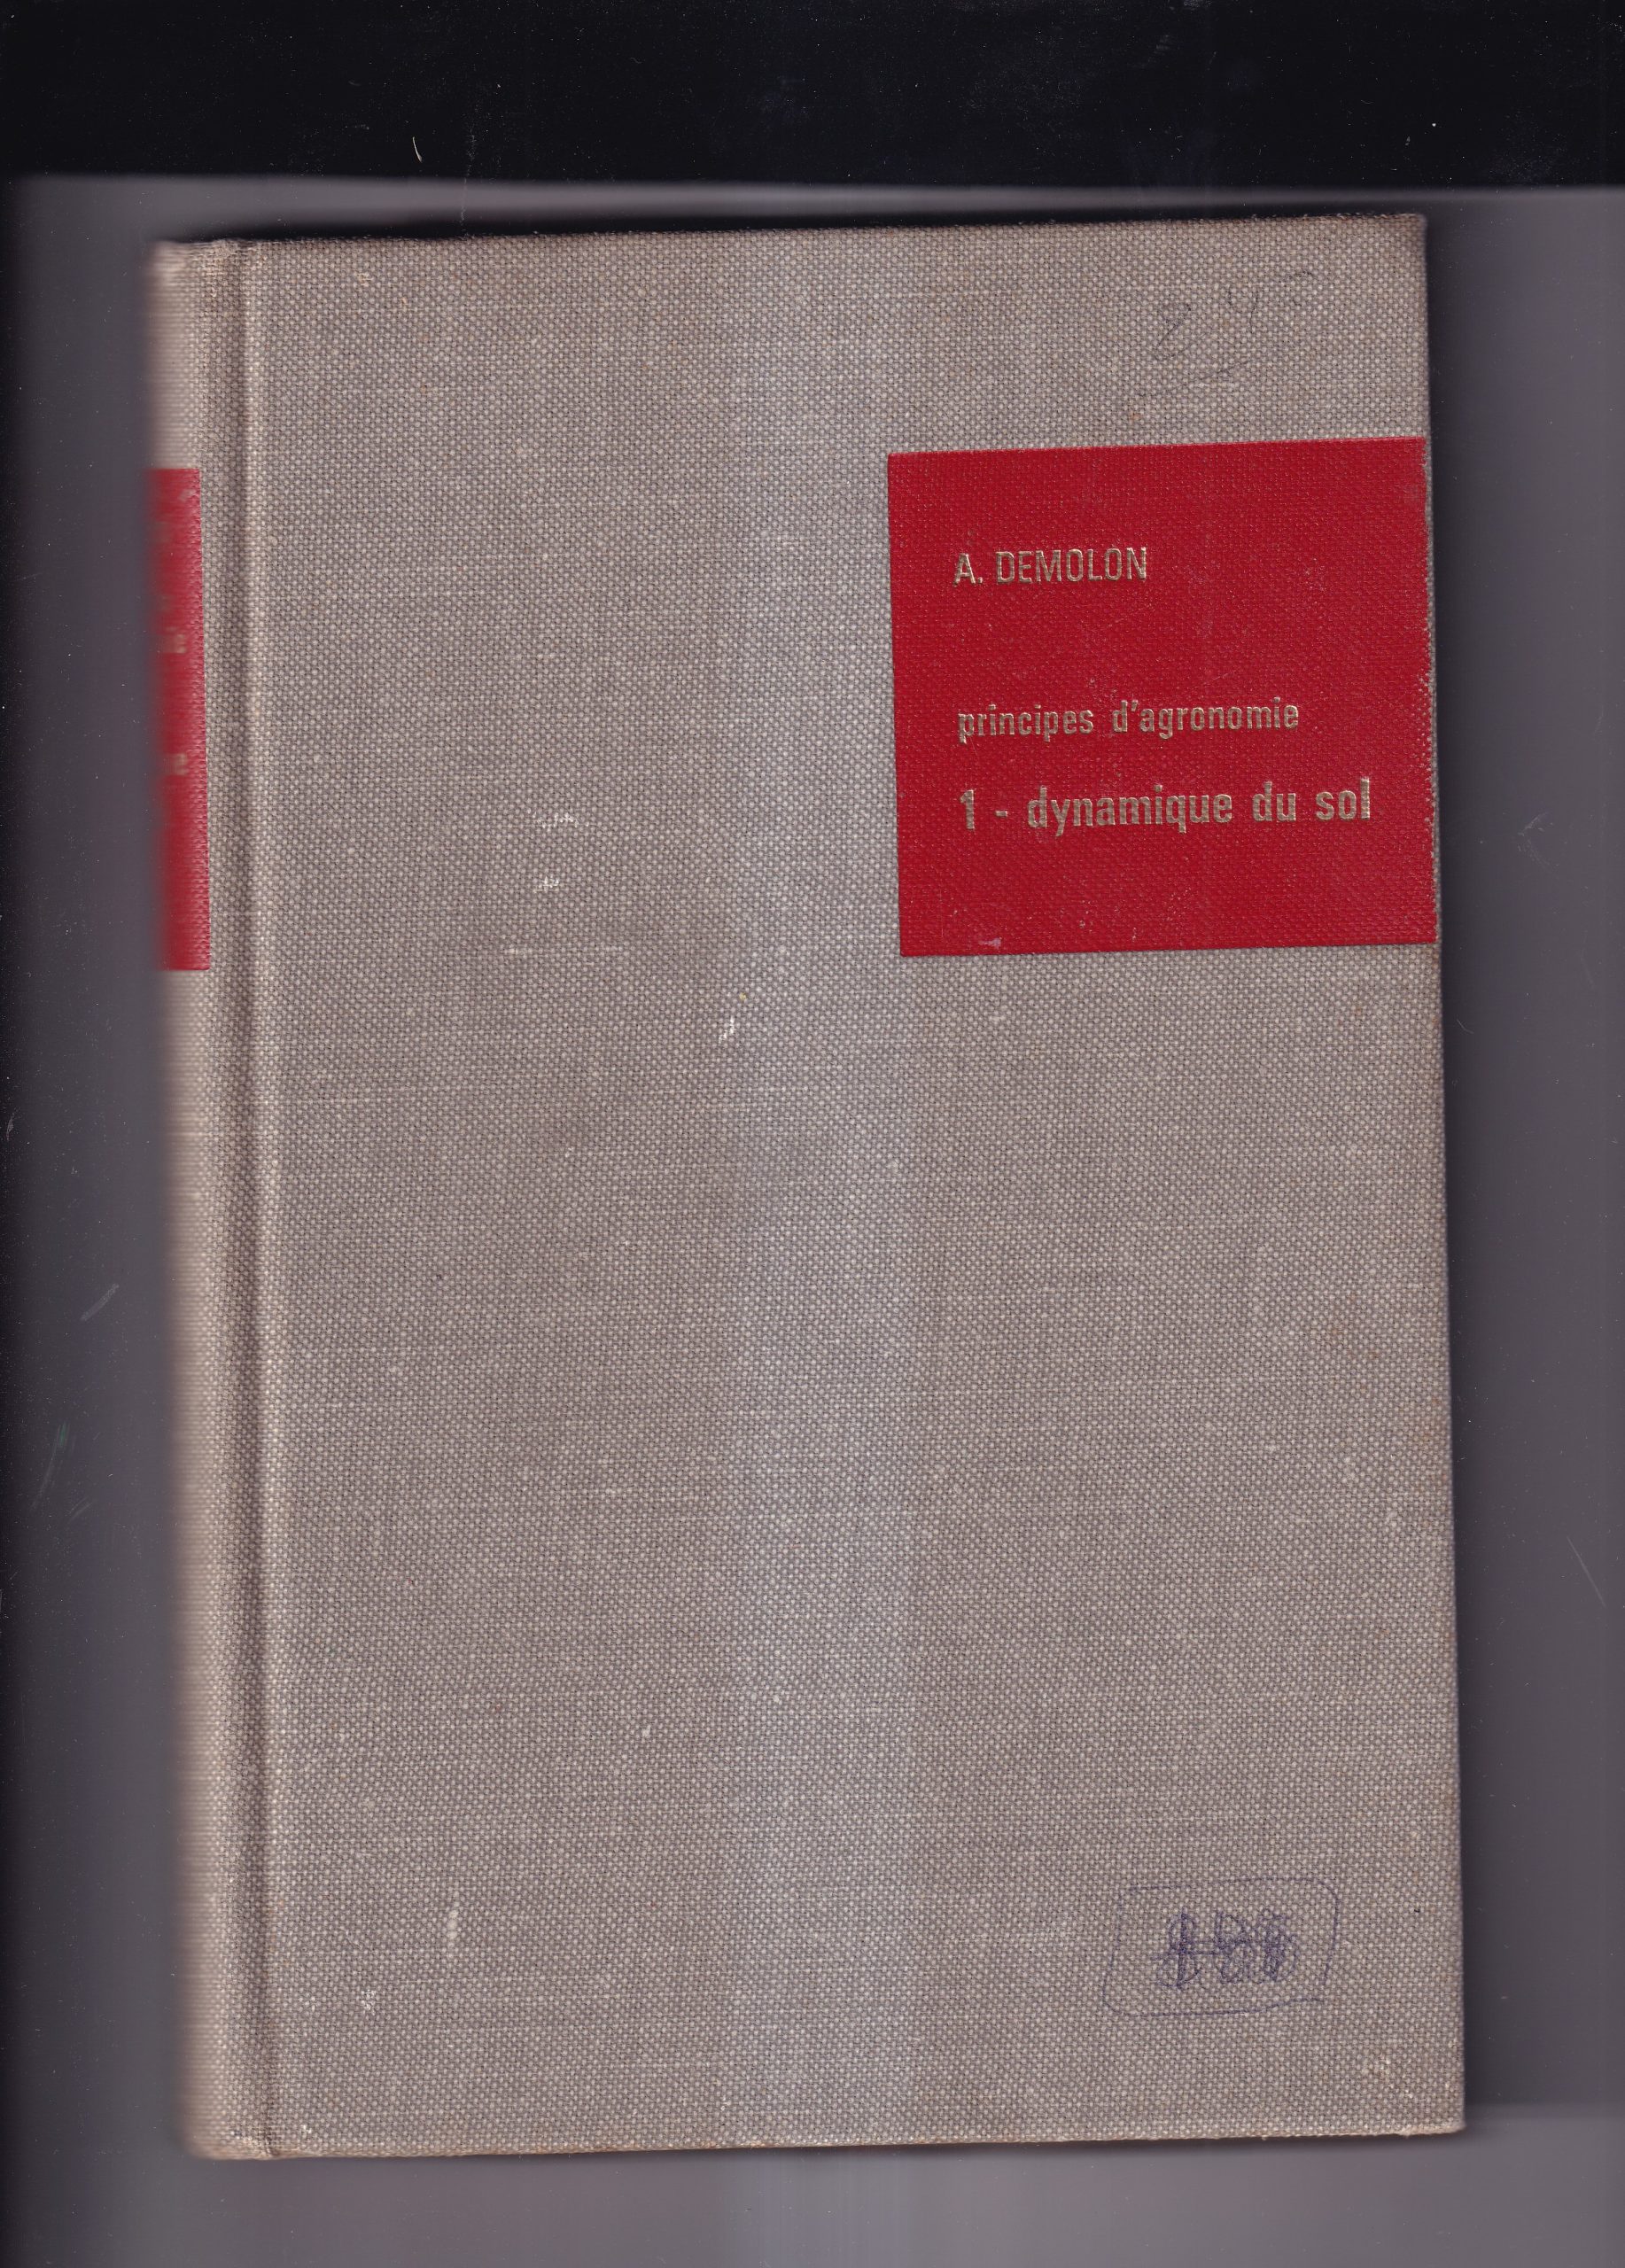 A. DEMOLON
principes d'agronomie
1 - dynamique du sol